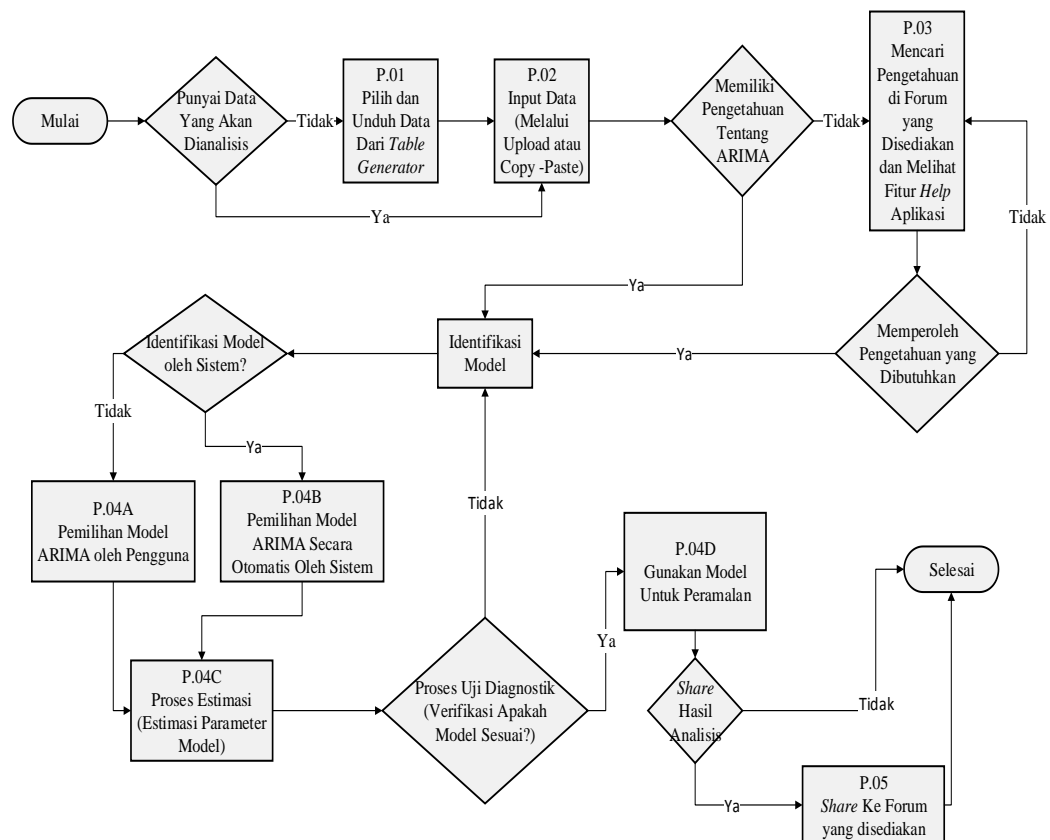 Mulai
Punyai Data
Yang Akan
Dianalisis
Tidak
Ya
P.01
Pilih dan
Unduh Data
Dari Table
Generator
P.02
Input Data
(Melalui
Upload atau
Copy -Paste)
Memiliki
Pengetahuan
Tentang
ARIMA
Tidak
Ya
P.03
Mencari
Pengetahuan
di Forum
yang
Disediakan
dan Melihat
Fitur Help
Aplikasi
Tidak
Memperoleh
Pengetahuan yang
Dibutuhkan
Ya
Identifikasi
Model
Identifikasi Model
oleh Sistem?
Tidak
Ya
P.04A
Pemilihan Model
ARIMA oleh Pengguna
P.04B
Pemilihan Model
ARIMA Secara
Otomatis Oleh Sistem
P.04C
Proses Estimasi
(Estimasi Parameter
Model)
Tidak
Proses Uji Diagnostik
(Verifikasi Apakah
Model Sesuai?)
Ya
P.04D
Gunakan Model
Untuk Peramalan
Share
Hasil
Analisis
Tidak
Ya
P.05
Share Ke Forum
yang disediakan
Selesai